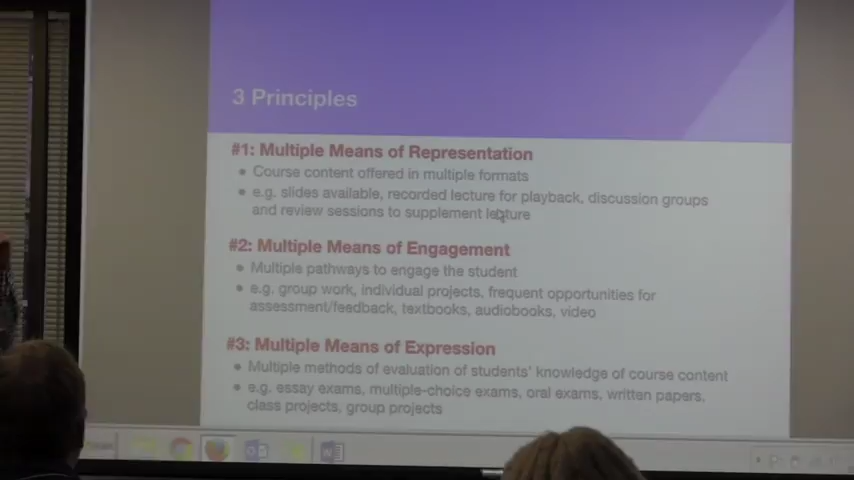 3 Principles
#1: Multiple Means of Representation
• Course content offered in multiple formats
• e.g. slides available, recorded lecture for playback, discussion groups
and review sessions to supplement lecture
#2: Multiple Means of Engagement
• Multiple pathways to engage the student
• e.g. group work, individual projects, frequent opportunities for
assessment/feedback, textbooks, audiobooks, video
#3: Multiple Means of Expression
• Multiple methods of evaluation of students' knowledge of course content
• e.g. essay exams, multiple-choice exams, oral exams, written papers,
class projects, group projects